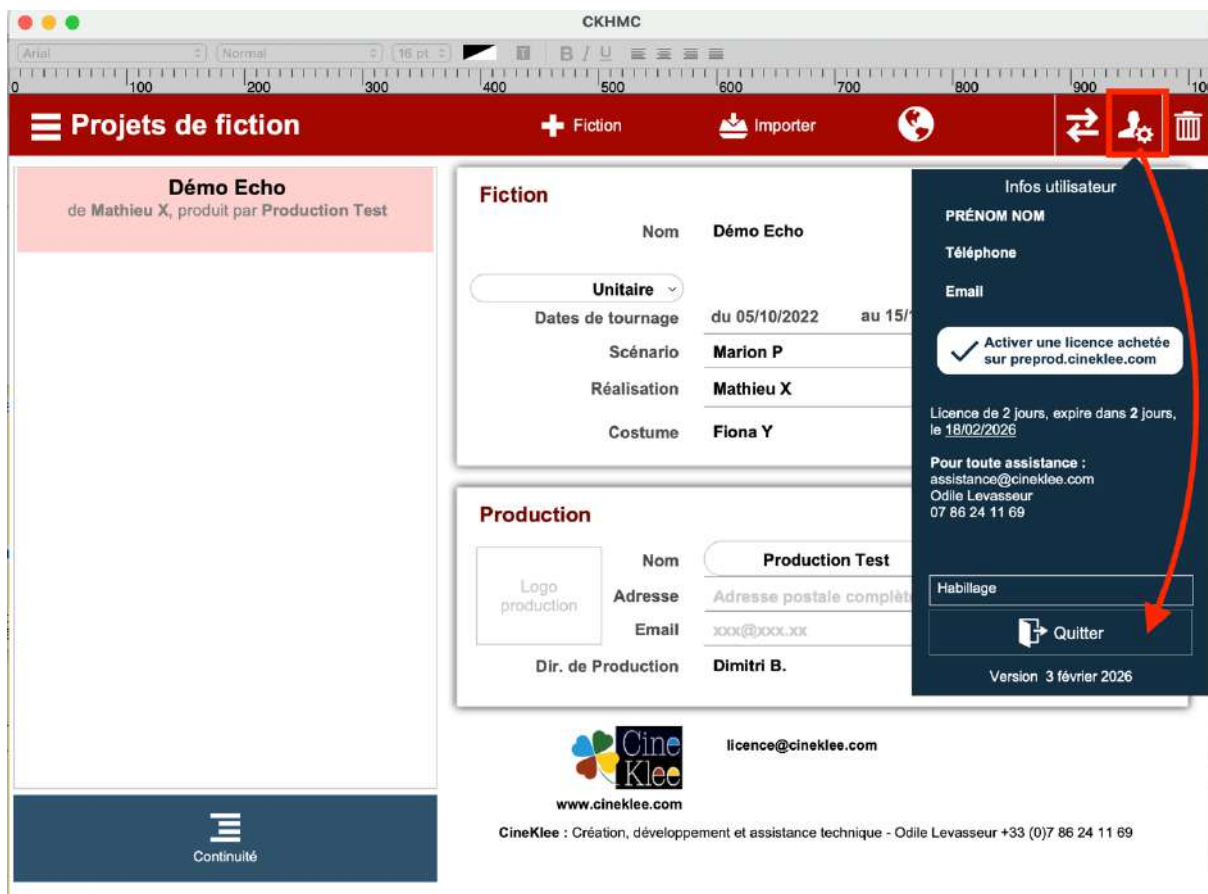 CKHMC
Arial Normal 16 pt B I U
0 100 200 300 400 500 600 700 800 900 10
Projets de fiction
Fiction
Importer
Démo Echo
de Mathieu X, produit par Production Test
Continuité
Fiction
Nom Démo Echo
Unitaire
Dates de tournage du 05/10/2022 au 15/
Scénario Marion P
Réalisation Mathieu X
Costume Fiona Y
Production
Logo
production
Nom Production Test
Adresse Adresse postale complèt
Email xxx@xxx.xx
Dir. de Production Dimitri B.
Infos utilisateur
PRÉNOM NOM
Téléphone
Email
Activer une licence achetée
sur preprod.cineklee.com
Licence de 2 jours, expire dans 2 jours,
le 18/02/2026
Pour toute assistance :
assistance@cineklee.com
Odile Levasseur
07 86 24 11 69
Habillage
Quitter
Version 3 février 2026
Cine
Klee
www.cineklee.com
licence@cineklee.com
CineKlee : Création, développement et assistance technique - Odile Levasseur +33 (0)7 86 24 11 69